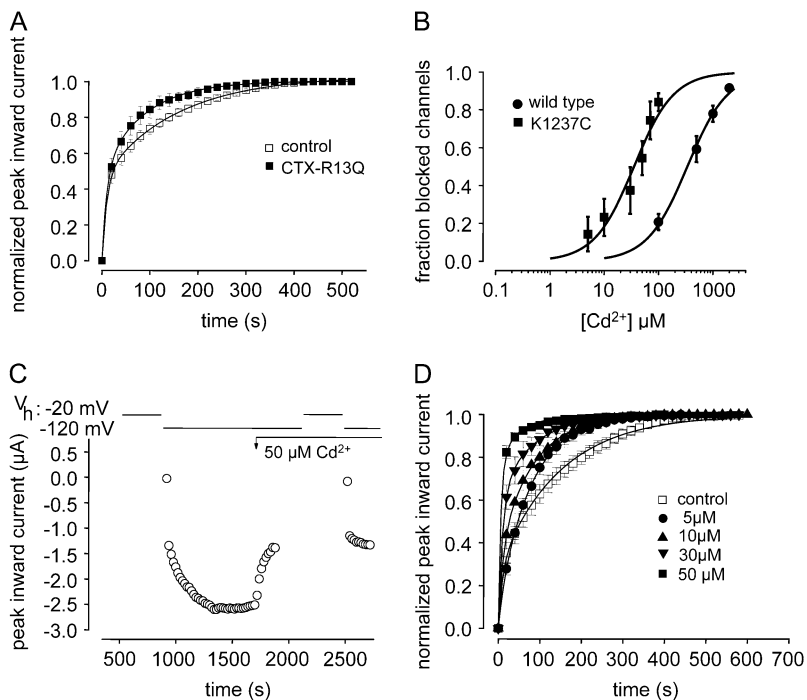 A
normalized peak inward current
1.0
0.8
0.6
0.4
0.2
0.0
control
CTX-R13Q
0 100 200 300 400 500
time (s)
B
fraction blocked channels
1.0
0.8
0.6
0.4
0.2
0.0
wild type
K1237C
0.1 1 10 100 1000
[Cd²⁺] µM
C
Vh: -20 mV
-120 mV
50 µM Cd²⁺
peak inward current (µA)
0.5
0.0
-0.5
-1.0
-1.5
-2.0
-2.5
-3.0
500 1000 1500 2000 2500
time (s)
D
normalized peak inward current
1.0
0.8
0.6
0.4
0.2
0.0
control
5µM
10µM
30µM
50 µM
0 100 200 300 400 500 600 700
time (s)